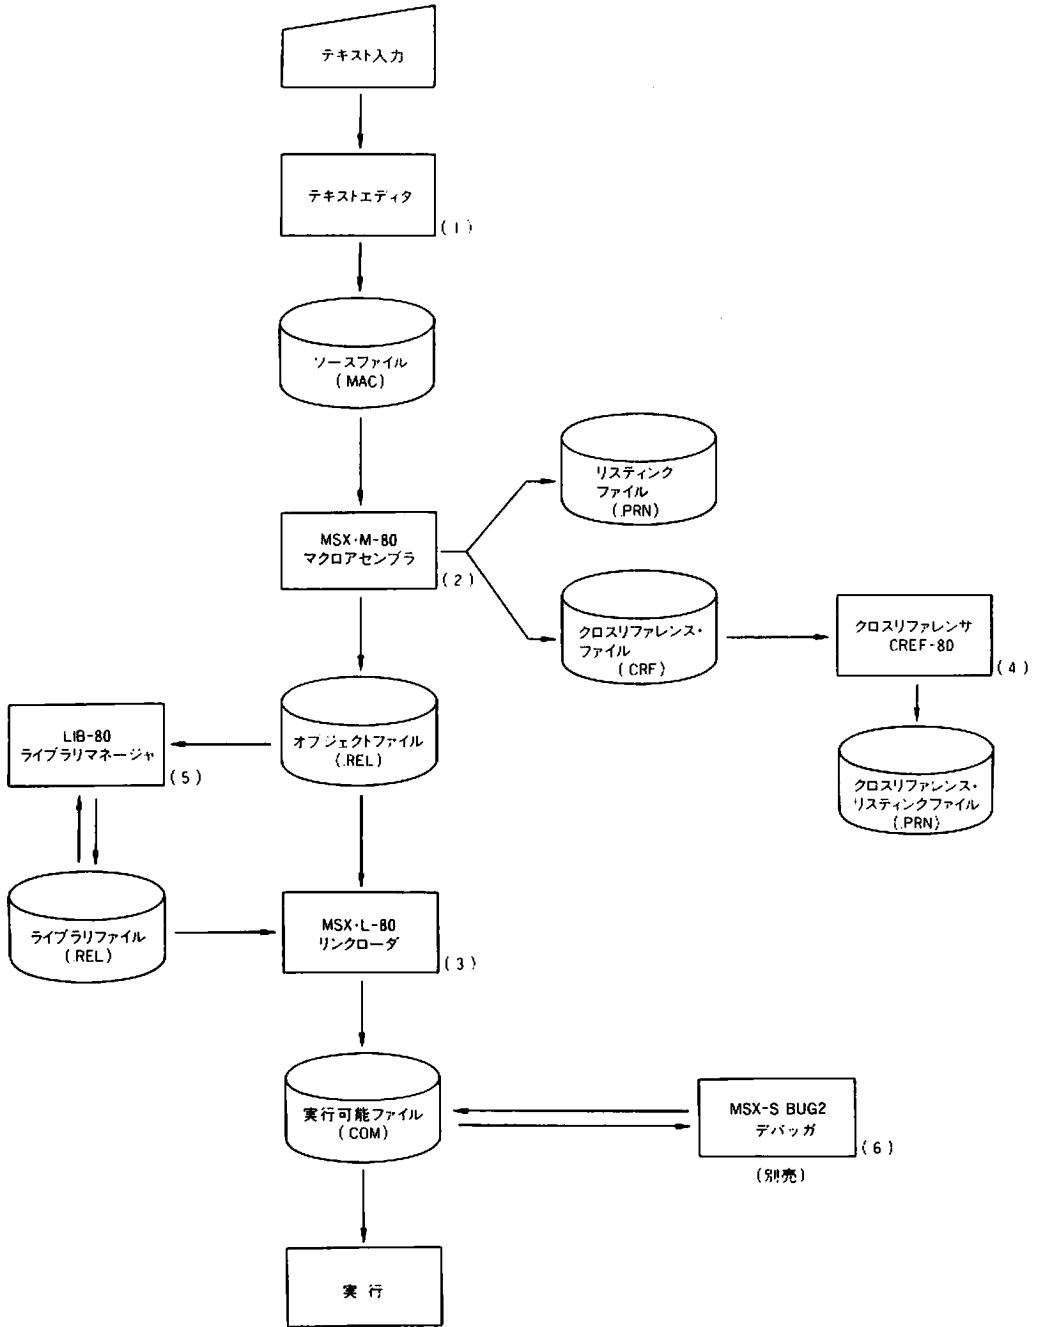 テキスト入力
テキストエディタ
(1)
ソースファイル
(MAC)
リスティング
ファイル
(.PRN)
MSX・M-80
マクロアセンブラ
(2)
クロスリファレンス・
ファイル
(CRF)
クロスリファレンサ
CREF-80
(4)
LIB-80
ライブラリマネージャ
(5)
オブジェクトファイル
(.REL)
クロスリファレンス・
リスティングファイル
(.PRN)
ライブラリファイル
(.REL)
MSX・L-80
リンクローダ
(3)
実行可能ファイル
(COM)
MSX-S BUG2
デバッガ
(6)
(別売)
実行